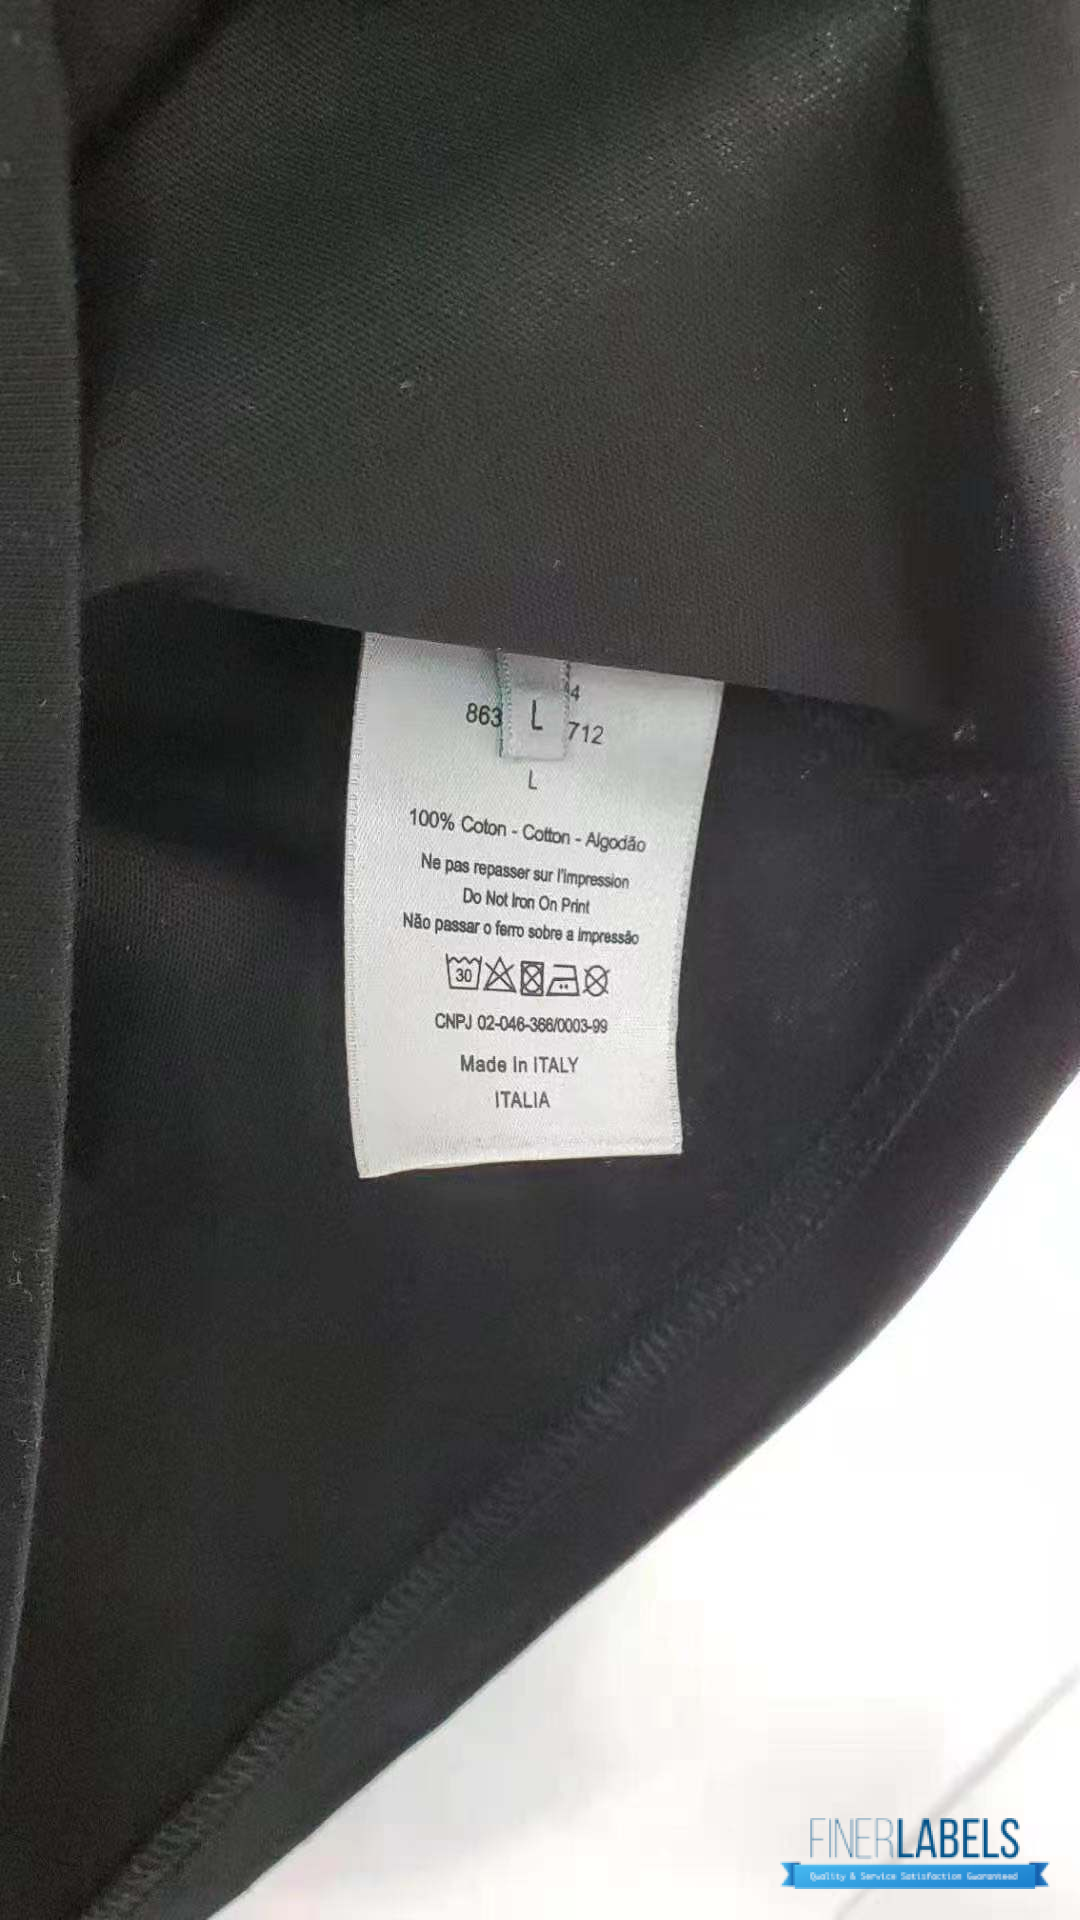 4
863 L 712
L
100% Coton - Cotton - Algodão
Ne pas repasser sur l'impression
Do Not Iron On Print
Não passar o ferro sobre a impressão
30
CNPJ 02-046-366/0003-99
Made In ITALY
ITALIA
FINERLABELS
Quality & Service Satisfaction Guaranteed